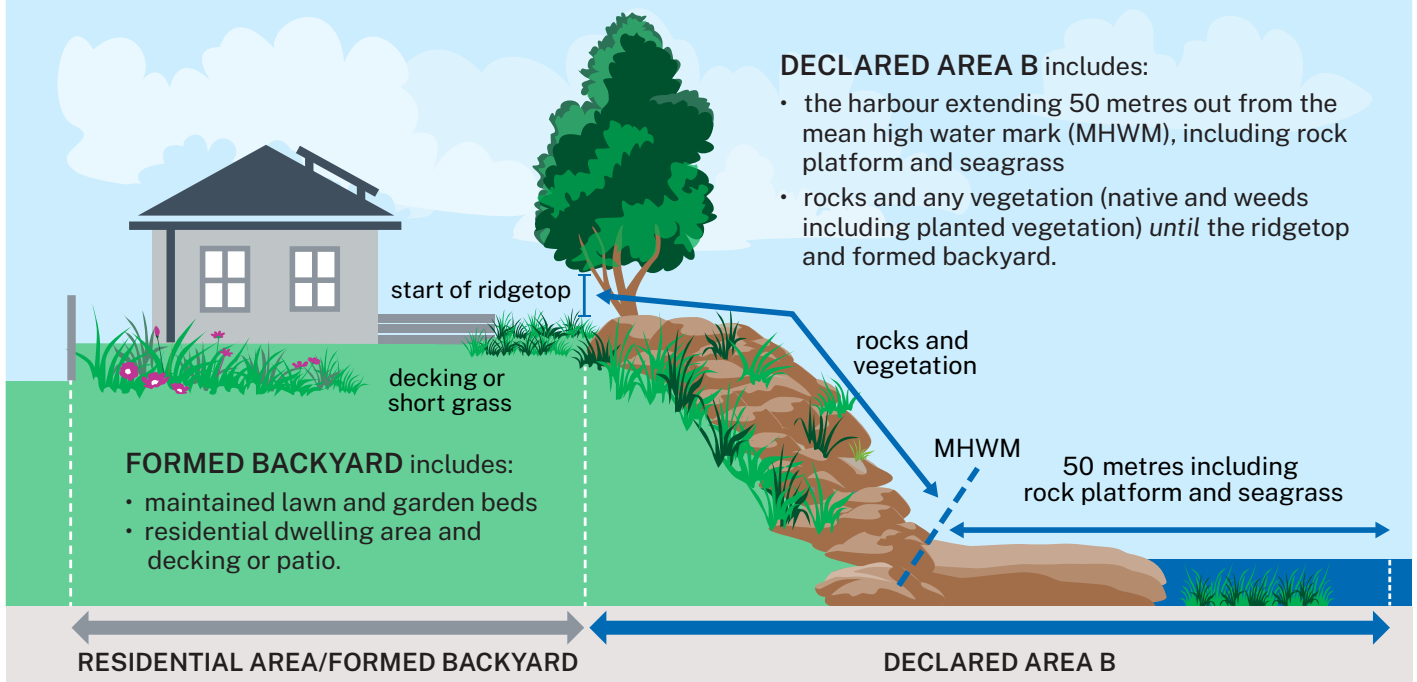 DECLARED AREA B includes:
• the harbour extending 50 metres out from the
mean high water mark (MHWM), including rock
platform and seagrass
• rocks and any vegetation (native and weeds
including planted vegetation) until the ridgetop
and formed backyard.
start of ridgetop
rocks and
vegetation
decking or
short grass
MHWM
50 metres including
rock platform and seagrass
FORMED BACKYARD includes:
• maintained lawn and garden beds
• residential dwelling area and
decking or patio.
RESIDENTIAL AREA/FORMED BACKYARD
DECLARED AREA B